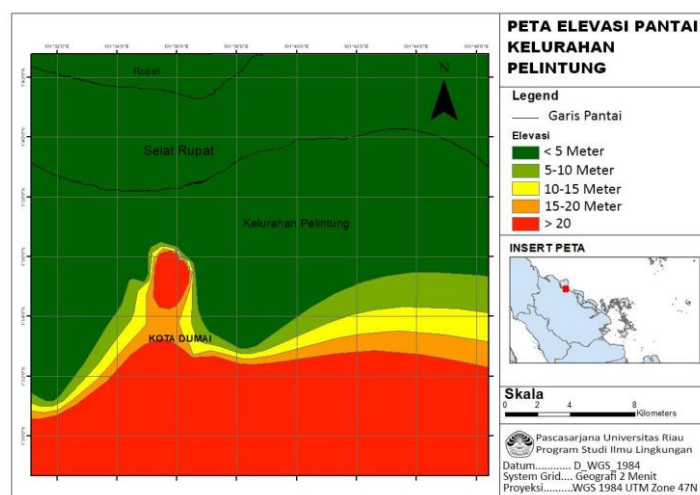 PETA ELEVASI PANTAI
KELURAHAN
PELINTUNG
Legend
Garis Pantai
Elevasi
< 5 Meter
5-10 Meter
10-15 Meter
15-20 Meter
> 20
INSERT PETA
Skala
0 2 4 8
Kilometers
Pascasarjana Universitas Riau
Program Studi Ilmu Lingkungan
Datum............ D_WGS_1984
System Grid.... Geografi 2 Menit
Proyeksi.........WGS 1984 UTM Zone 47N
Rupat
N
Selat Rupat
Kelurahan Pelintung
KOTA DUMAI